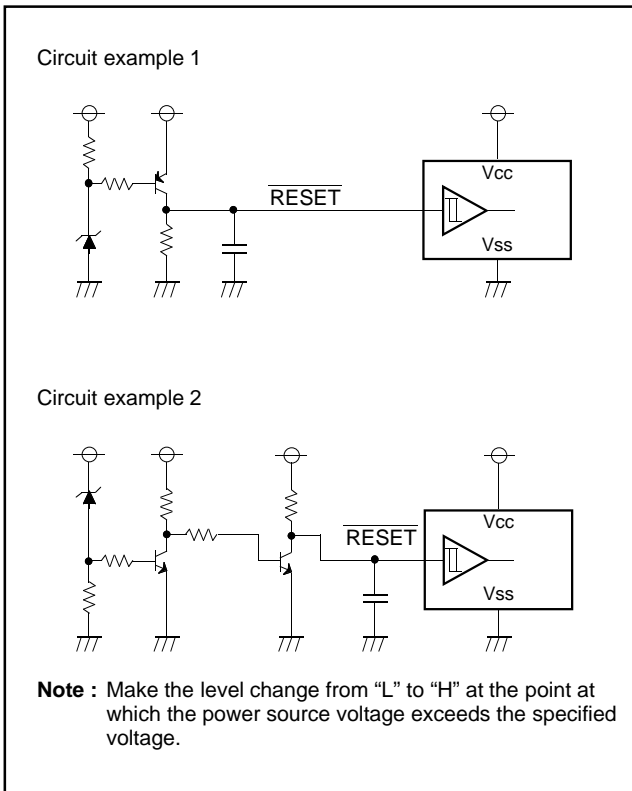 Circuit example 1
RESET
Vcc
Vss
Circuit example 2
RESET
Vcc
Vss
Note : Make the level change from “L” to “H” at the point at
which the power source voltage exceeds the specified
voltage.